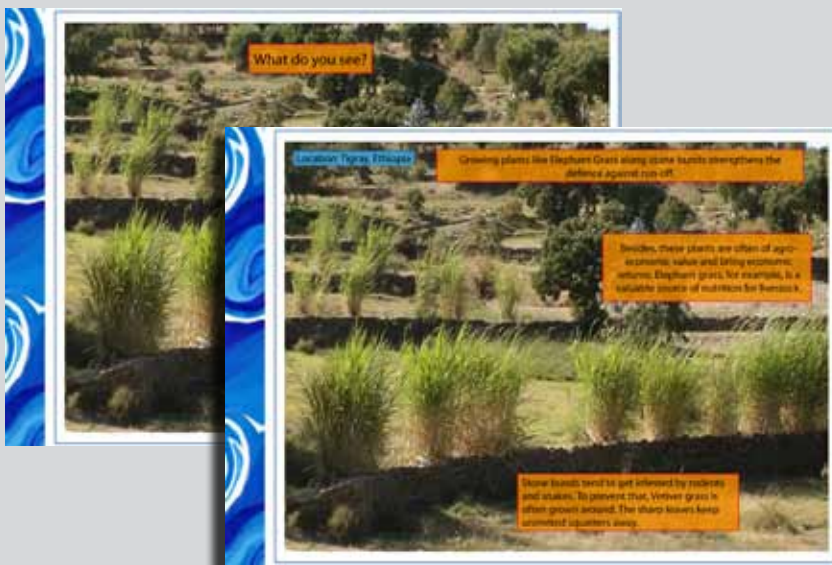 What do you see?
Location: Tigray, Ethiopia
Growing plants like Elephant Grass along stone bunds strengthens the
defence against run-off.
Besides, these plants are often of agro-
economic value and bring economic
returns. Elephant grass, for example, is a
valuable source of nutrition for livestock.
Stone bunds tend to get infested by rodents
and snakes. To prevent that, Vetiver grass is
often grown around. The sharp leaves keep
unwanted squatters away.